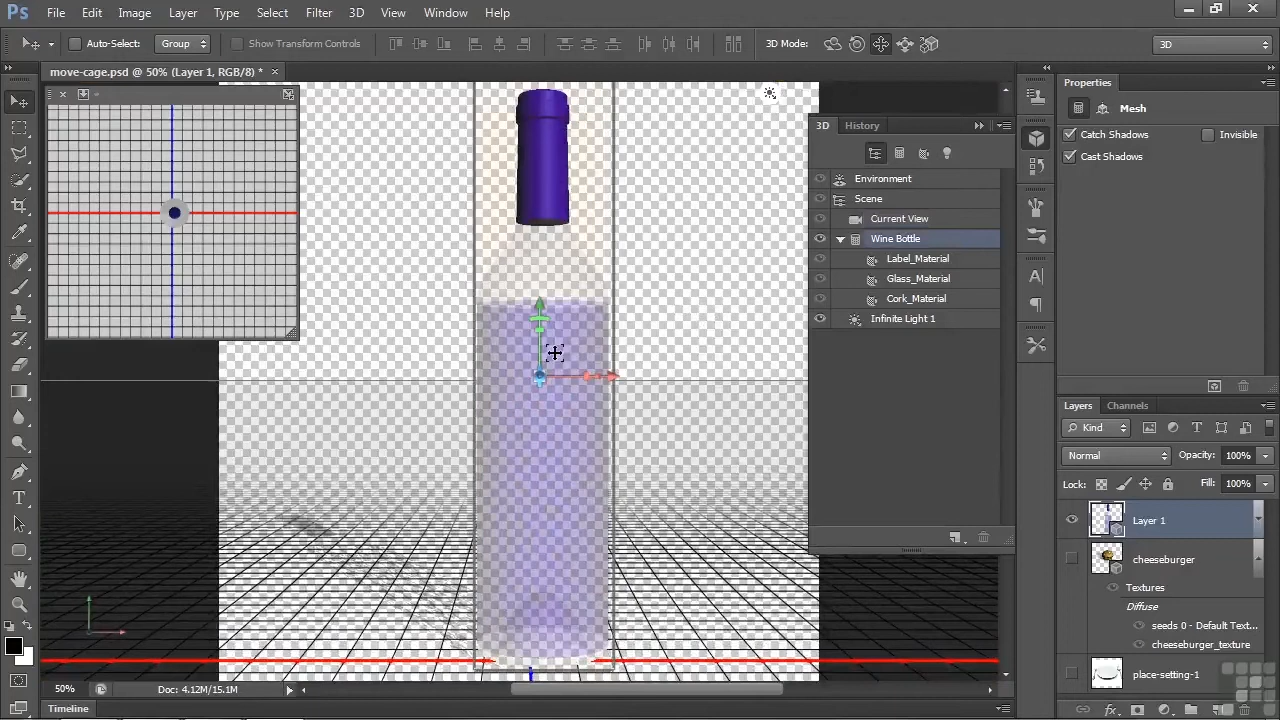 Ps File Edit Image Layer Type Select Filter 3D View Window Help
Auto-Select: Group Show Transform Controls 3D Mode: 3D
move-cage.psd @ 50% (Layer 1, RGB/8) *
Properties
Mesh
Catch Shadows Invisible
Cast Shadows
3D History
Environment
Scene
Current View
Wine Bottle
Label_Material
Glass_Material
Cork_Material
Infinite Light 1
Layers Channels
Kind
Normal Opacity: 100%
Lock: Fill: 100%
Layer 1
cheeseburger
Textures
Diffuse
seeds 0 - Default Text...
cheeseburger_texture
place-setting-1
50% Doc: 4.12M/15.1M
Timeline